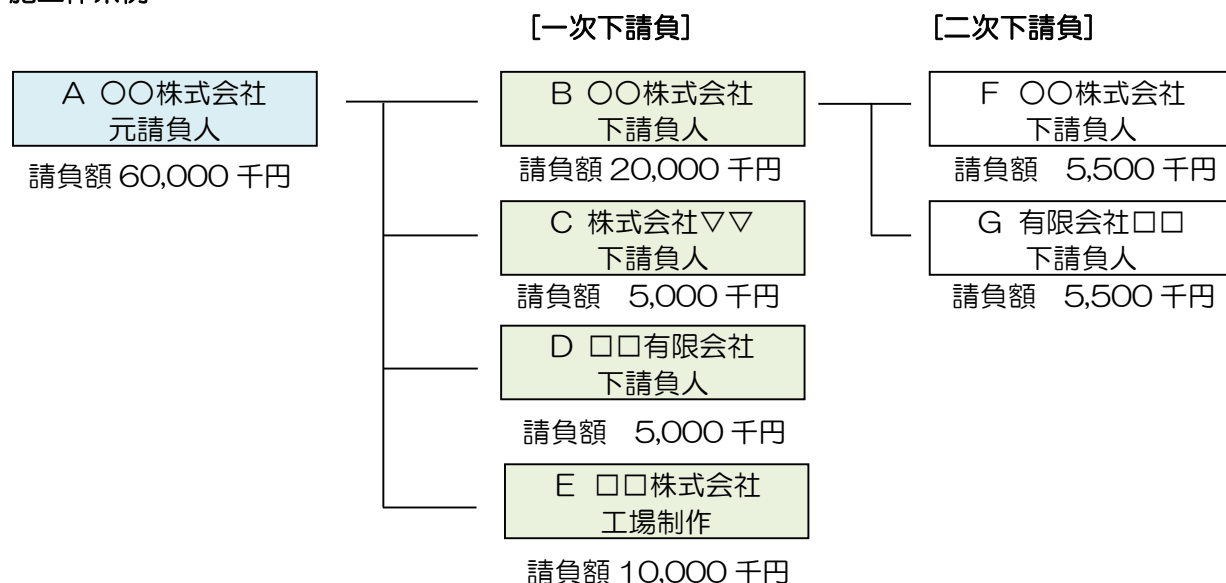 [一次下請負]
[二次下請負]
A 〇〇株式会社
元請負人
請負額 60,000 千円
B 〇〇株式会社
下請負人
請負額 20,000 千円
C 株式会社▽▽
下請負人
請負額 5,000 千円
D □□有限会社
下請負人
請負額 5,000 千円
E □□株式会社
工場制作
請負額 10,000 千円
F 〇〇株式会社
下請負人
請負額 5,500 千円
G 有限会社□□
下請負人
請負額 5,500 千円